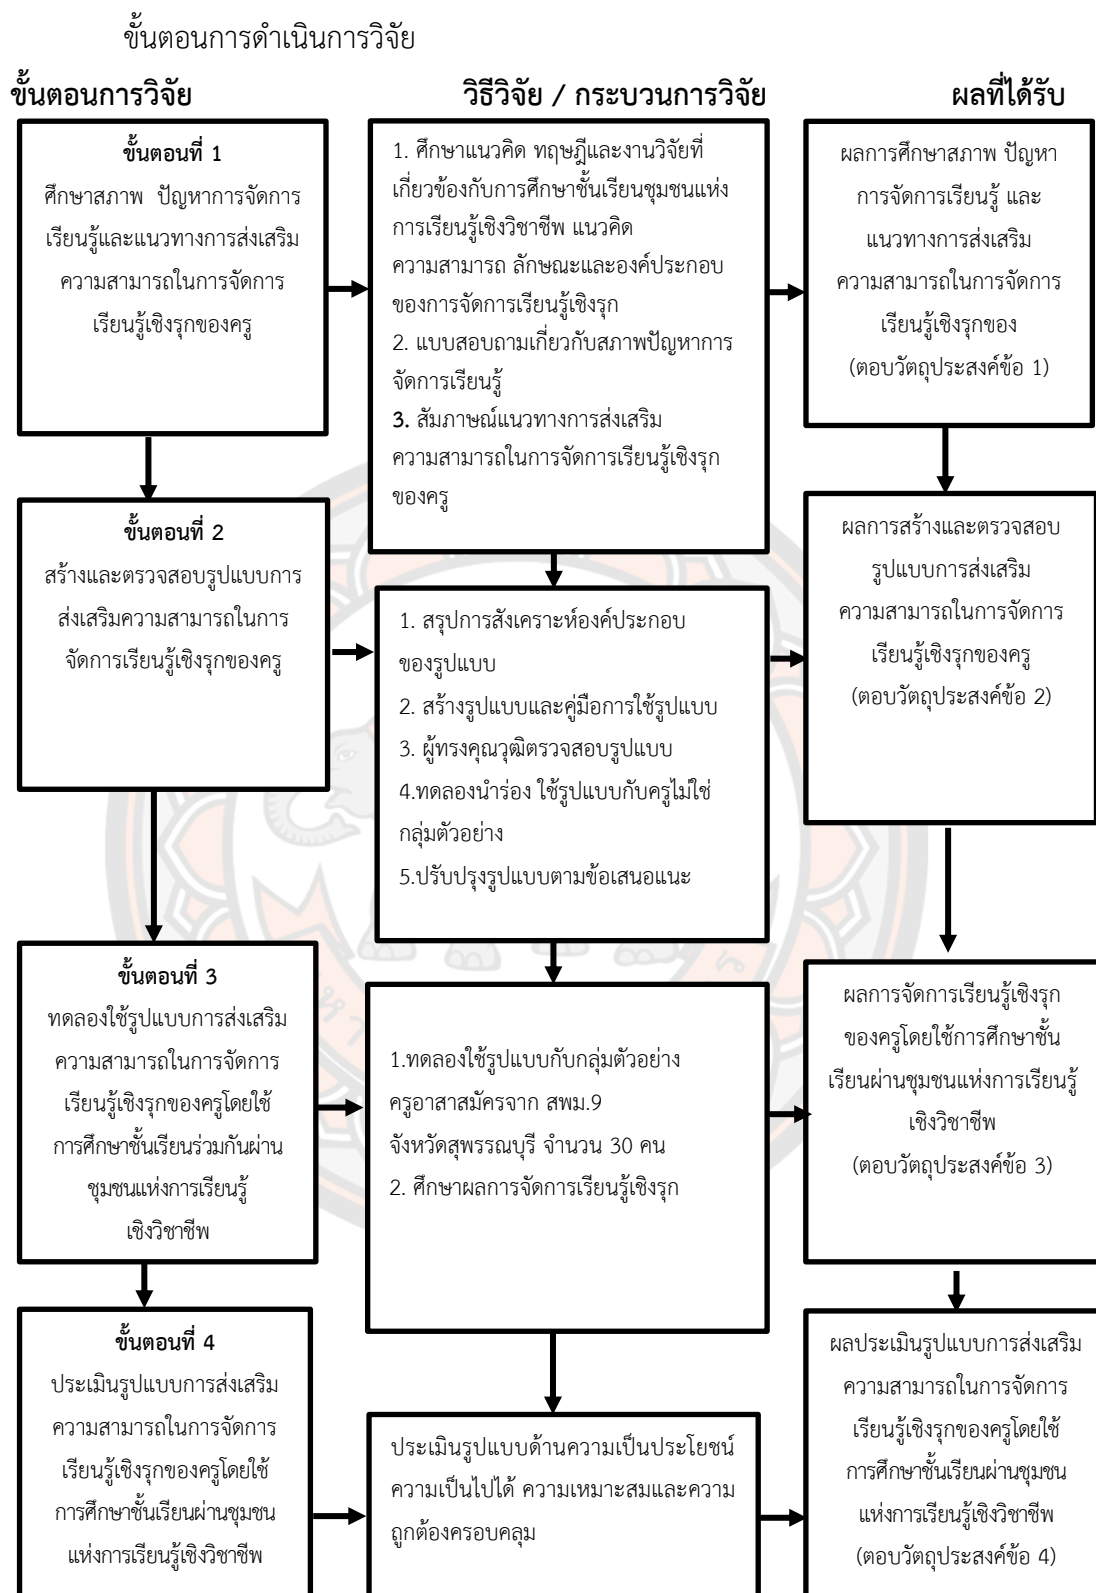 ขั้นตอนการดำเนินการวิจัย
ขั้นตอนการวิจัย
วิธีวิจัย / กระบวนการวิจัย
ผลที่ได้รับ
ขั้นตอนที่ 1
ศึกษาสภาพ ปัญหาการจัดการ
เรียนรู้และแนวทางการส่งเสริม
ความสามารถในการจัดการ
เรียนรู้เชิงรุกของครู
1. ศึกษาแนวคิด ทฤษฎีและงานวิจัยที่
เกี่ยวข้องกับการศึกษาชั้นเรียนชุมชนแห่ง
การเรียนรู้เชิงวิชาชีพ แนวคิด
ความสามารถ ลักษณะและองค์ประกอบ
ของการจัดการเรียนรู้เชิงรุก
2. แบบสอบถามเกี่ยวกับสภาพปัญหาการ
จัดการเรียนรู้
3. สัมภาษณ์แนวทางการส่งเสริม
ความสามารถในการจัดการเรียนรู้เชิงรุก
ของครู
ผลการศึกษาสภาพ ปัญหา
การจัดการเรียนรู้ และ
แนวทางการส่งเสริม
ความสามารถในการจัดการ
เรียนรู้เชิงรุกของ
(ตอบวัตถุประสงค์ข้อ 1)
ขั้นตอนที่ 2
สร้างและตรวจสอบรูปแบบการ
ส่งเสริมความสามารถในการ
จัดการเรียนรู้เชิงรุกของครู
1. สรุปการสังเคราะห์องค์ประกอบ
ของรูปแบบ
2. สร้างรูปแบบและคู่มือการใช้รูปแบบ
3. ผู้ทรงคุณวุฒิตรวจสอบรูปแบบ
4.ทดลองนำร่อง ใช้รูปแบบกับครูไม่ใช่
กลุ่มตัวอย่าง
5.ปรับปรุงรูปแบบตามข้อเสนอแนะ
ผลการสร้างและตรวจสอบ
รูปแบบการส่งเสริม
ความสามารถในการจัดการ
เรียนรู้เชิงรุกของครู
(ตอบวัตถุประสงค์ข้อ 2)
ขั้นตอนที่ 3
ทดลองใช้รูปแบบการส่งเสริม
ความสามารถในการจัดการ
เรียนรู้เชิงรุกของครูโดยใช้
การศึกษาชั้นเรียนร่วมกันผ่าน
ชุมชนแห่งการเรียนรู้
เชิงวิชาชีพ
1.ทดลองใช้รูปแบบกับกลุ่มตัวอย่าง
ครูอาสาสมัครจาก สพม.9
จังหวัดสุพรรณบุรี จำนวน 30 คน
2. ศึกษาผลการจัดการเรียนรู้เชิงรุก
ผลการจัดการเรียนรู้เชิงรุก
ของครูโดยใช้การศึกษาชั้น
เรียนผ่านชุมชนแห่งการเรียนรู้
เชิงวิชาชีพ
(ตอบวัตถุประสงค์ข้อ 3)
ขั้นตอนที่ 4
ประเมินรูปแบบการส่งเสริม
ความสามารถในการจัดการ
เรียนรู้เชิงรุกของครูโดยใช้
การศึกษาชั้นเรียนผ่านชุมชน
แห่งการเรียนรู้เชิงวิชาชีพ
ประเมินรูปแบบด้านความเป็นประโยชน์
ความเป็นไปได้ ความเหมาะสมและความ
ถูกต้องครอบคลุม
ผลประเมินรูปแบบการส่งเสริม
ความสามารถในการจัดการ
เรียนรู้เชิงรุกของครูโดยใช้
การศึกษาชั้นเรียนผ่านชุมชน
แห่งการเรียนรู้เชิงวิชาชีพ
(ตอบวัตถุประสงค์ข้อ 4)